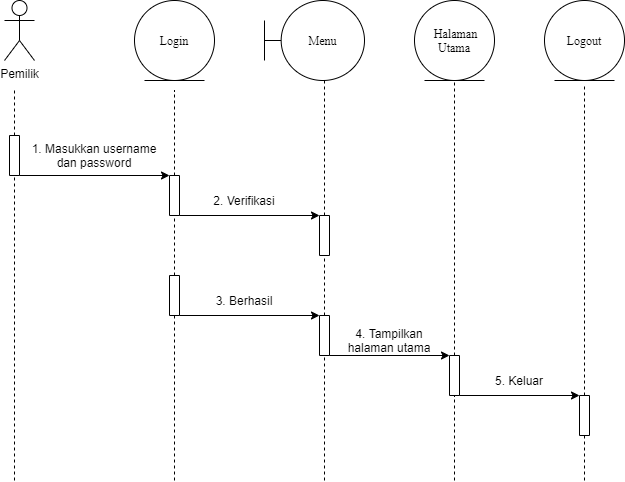 Login
Menu
Halaman
Utama
Logout
Pemilik
1. Masukkan username
dan password
2. Verifikasi
3. Berhasil
4. Tampilkan
halaman utama
5. Keluar